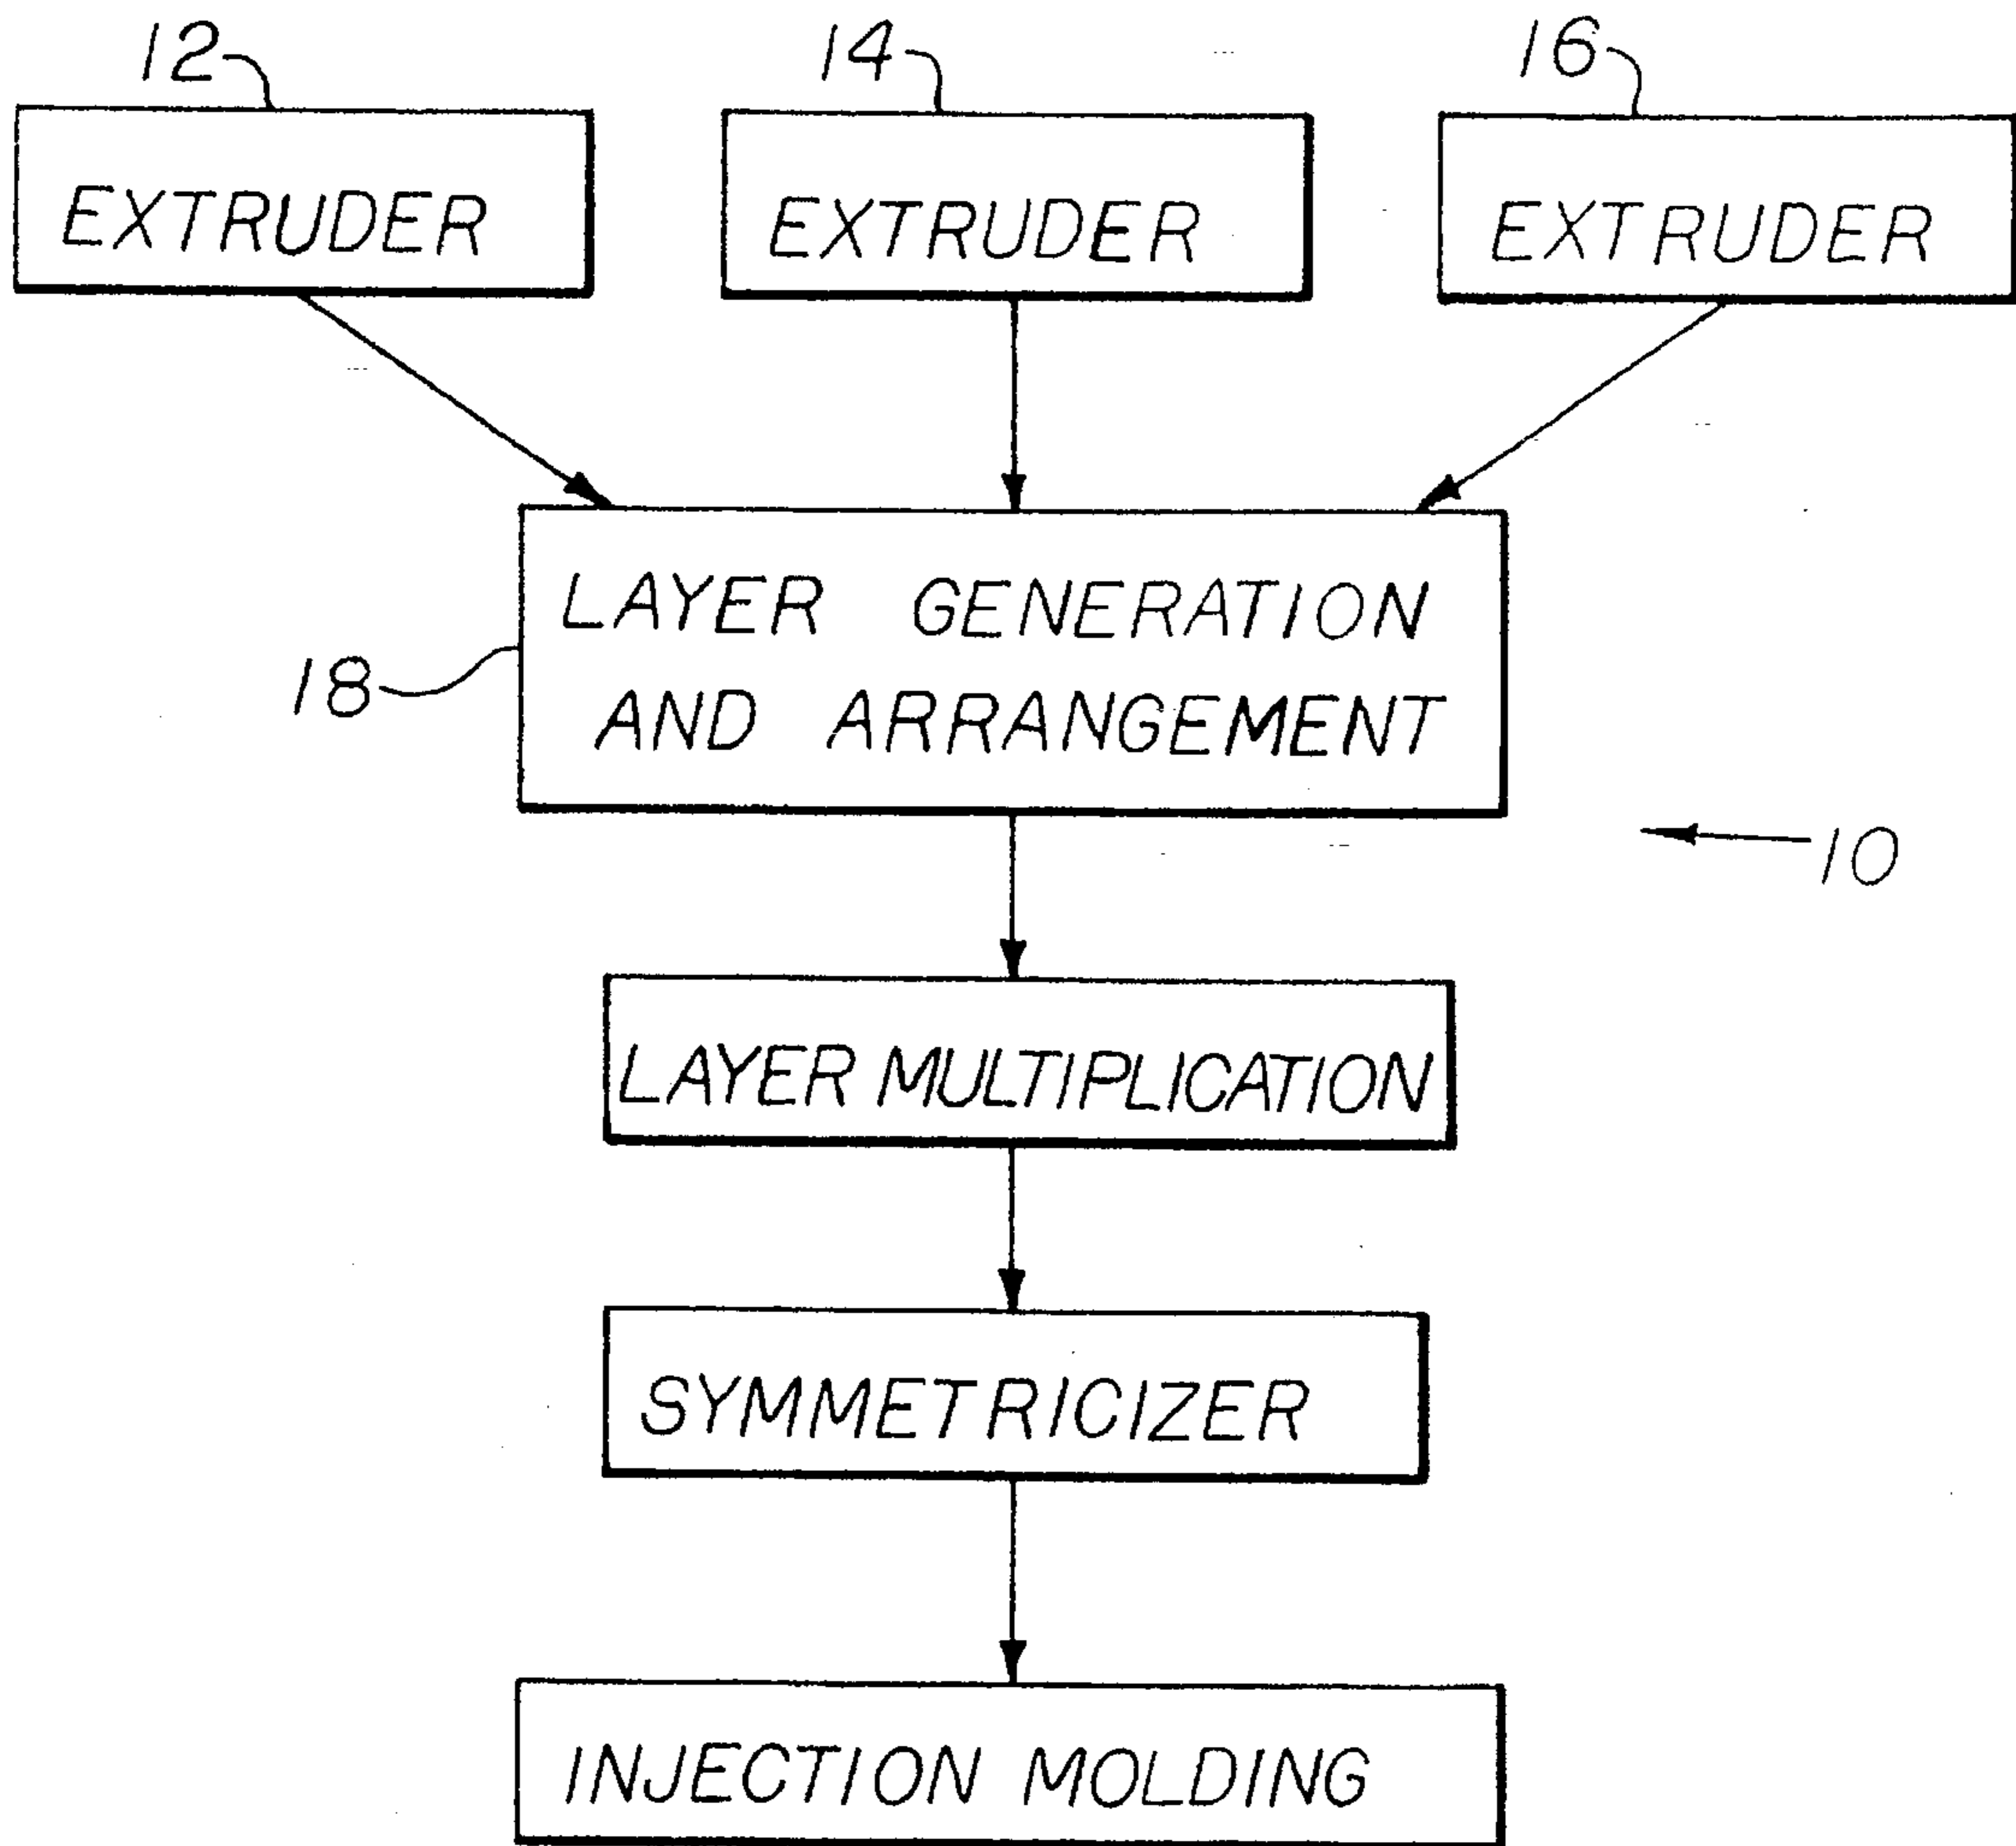 12
14
16
EXTRUDER
EXTRUDER
EXTRUDER
LAYER GENERATION
AND ARRANGEMENT
18
10
LAYER MULTIPLICATION
SYMMETRICIZER
INJECTION MOLDING